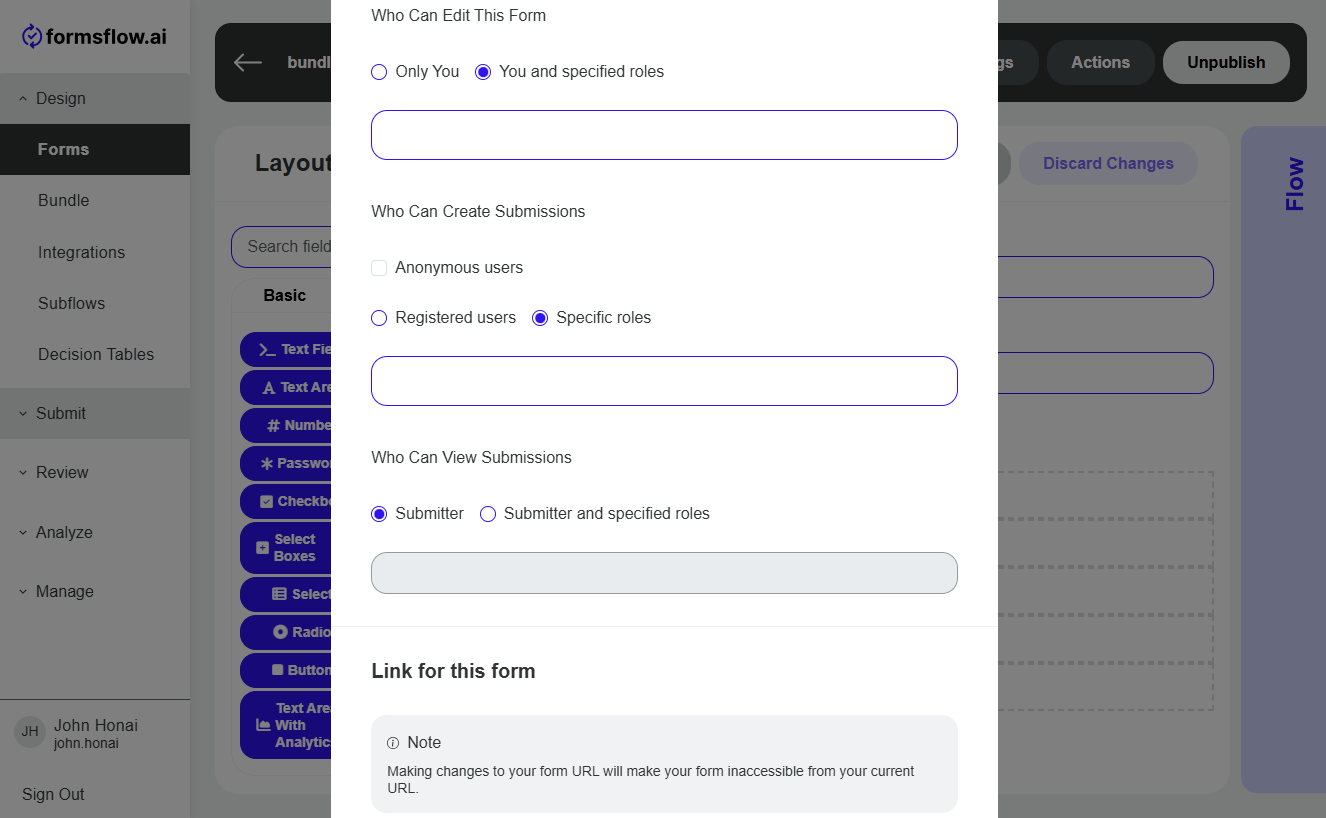 formsflow.ai
Design
Forms
Bundle
Integrations
Subflows
Decision Tables
Submit
Review
Analyze
Manage
JH
John Honai
john.honai
Sign Out
Layout
Basic
Who Can Edit This Form
Only You
You and specified roles
Who Can Create Submissions
Anonymous users
Registered users
Specific roles
Who Can View Submissions
Submitter
Submitter and specified roles
Link for this form
Note
Making changes to your form URL will make your form inaccessible from your current
URL.
Actions
Unpublish
Discard Changes
Flow
Search field
Text Fie
Text Are
Numbe
Passwo
Checkb
Select
Boxes
Select
Radio
Button
Text Are
With
Analytic